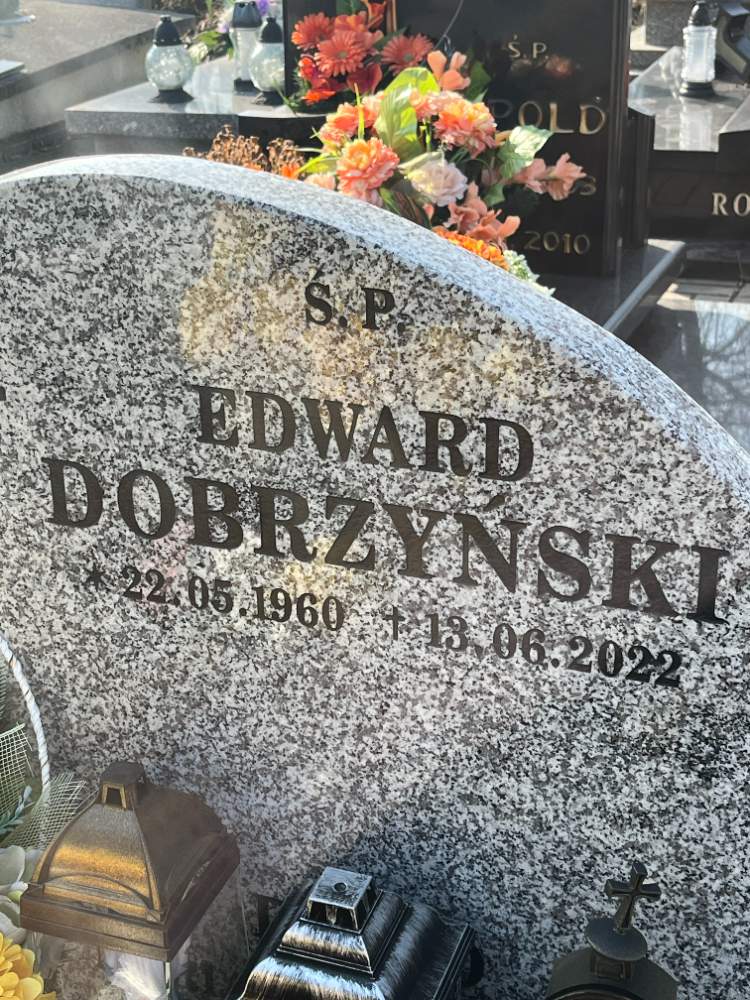 Ś.P.
POLD
2010
RO
Ś.P.
EDWARD
DOBRZYŃSKI
* 22.05.1960 † 13.06.2022